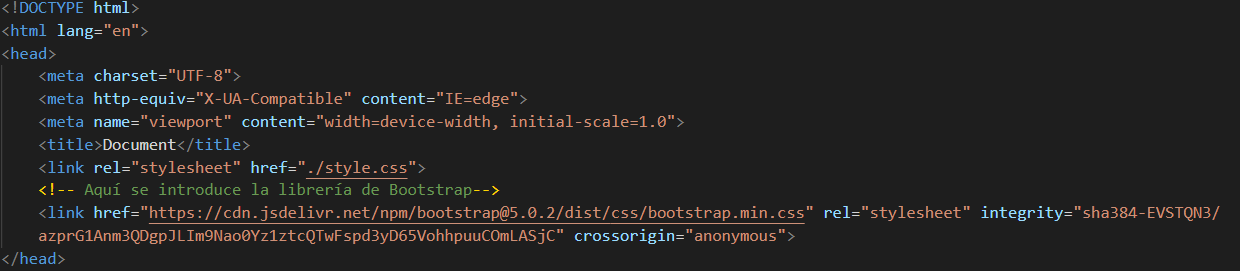 <!DOCTYPE html>
<html lang="en">
<head>
    <meta charset="UTF-8">
    <meta http-equiv="X-UA-Compatible" content="IE=edge">
    <meta name="viewport" content="width=device-width, initial-scale=1.0">
    <title>Document</title>
    <link rel="stylesheet" href="./style.css">
    <!-- Aquí se introduce la librería de Bootstrap-->
    <link href="https://cdn.jsdelivr.net/npm/bootstrap@5.0.2/dist/css/bootstrap.min.css" rel="stylesheet" integrity="sha384-EVSTQN3/
    azprG1Anm3QDgpJLIm9Nao0Yz1ztcQTwFspd3yD65VohhpuuCOmLASjC" crossorigin="anonymous">
</head>